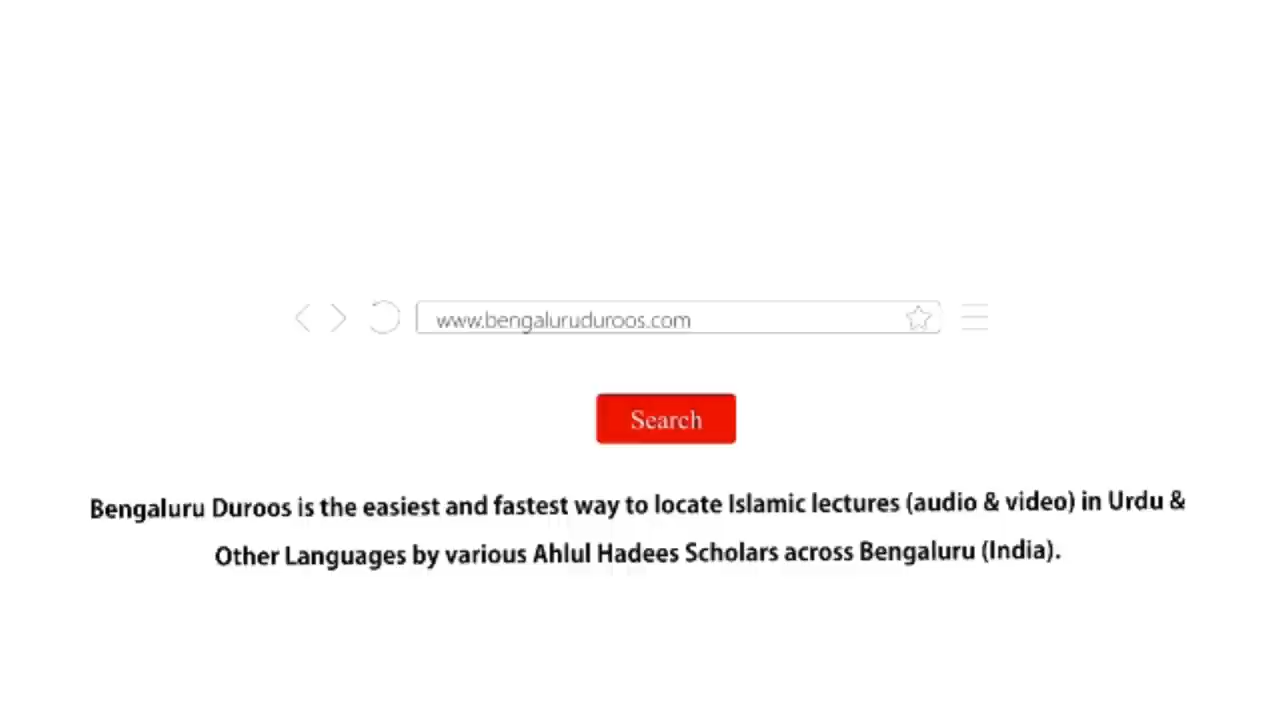 www.bengaluruduroos.com
Search
Bengaluru Duroos is the easiest and fastest way to locate Islamic lectures (audio & video) in Urdu &
Other Languages by various Ahlul Hadees Scholars across Bengaluru (India).